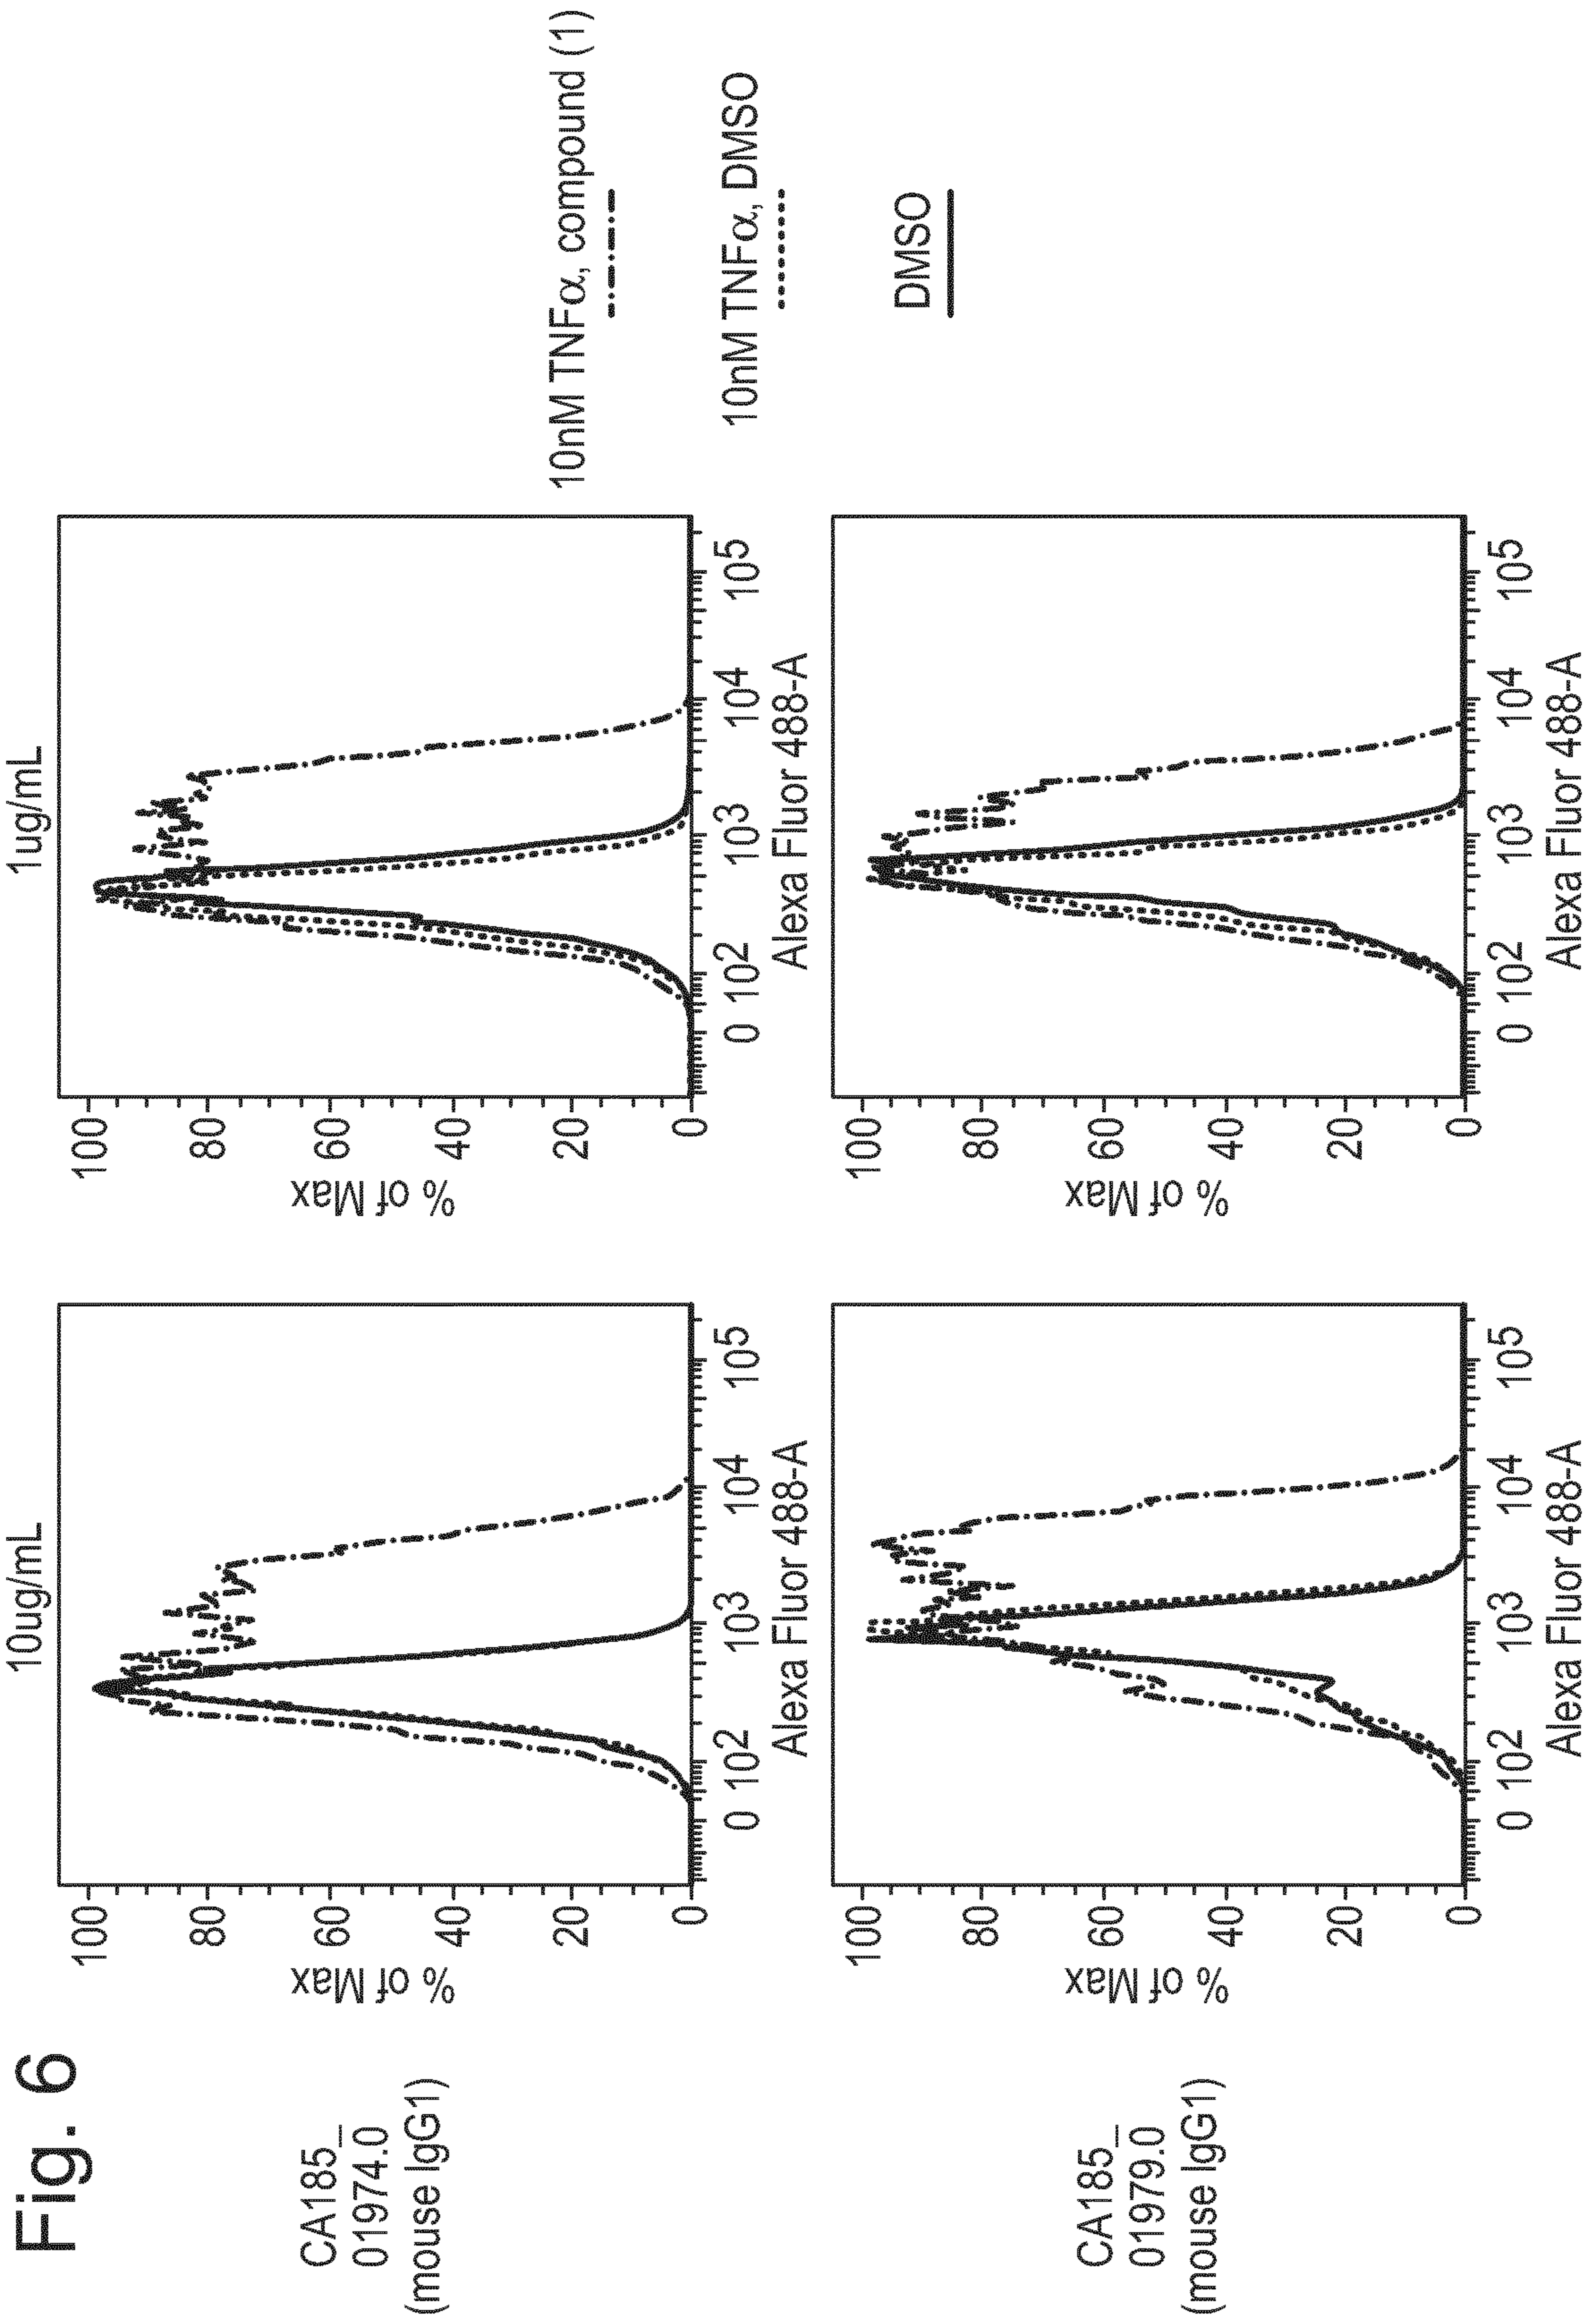 Fig. 6
10ug/mL
1ug/mL
CA185_
01974.0
(mouse IgG1)
% of Max
100
80
60
40
20
0
0 10² 10³ 10⁴ 10⁵
Alexa Fluor 488-A
% of Max
100
80
60
40
20
0
0 10² 10³ 10⁴ 10⁵
Alexa Fluor 488-A
CA185_
01979.0
(mouse IgG1)
% of Max
100
80
60
40
20
0
0 10² 10³ 10⁴ 10⁵
Alexa Fluor 488-A
% of Max
100
80
60
40
20
0
0 10² 10³ 10⁴ 10⁵
Alexa Fluor 488-A
10nM TNFα, compound (1)
10nM TNFα, DMSO
DMSO